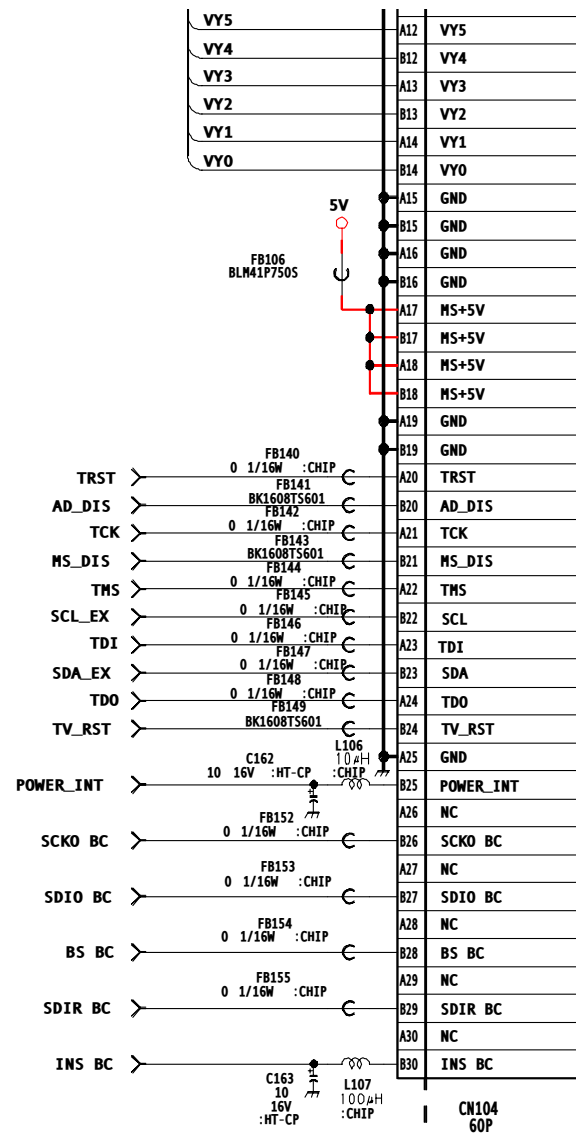 VY5 A12 VY5
VY4 B12 VY4
VY3 A13 VY3
VY2 B13 VY2
VY1 A14 VY1
VY0 B14 VY0
A15 GND
5V B15 GND
A16 GND
FB106
BLM41P750S
B16 GND
A17 MS+5V
B17 MS+5V
A18 MS+5V
B18 MS+5V
A19 GND
B19 GND
FB140
0 1/16W :CHIP
TRST A20 TRST
FB141
BK1608TS601
AD_DIS B20 AD_DIS
FB142
0 1/16W :CHIP
TCK A21 TCK
FB143
BK1608TS601
MS_DIS B21 MS_DIS
FB144
0 1/16W :CHIP
TMS A22 TMS
FB145
0 1/16W :CHIP
SCL_EX B22 SCL
FB146
0 1/16W :CHIP
TDI A23 TDI
FB147
0 1/16W :CHIP
SDA_EX B23 SDA
FB148
0 1/16W :CHIP
TDO A24 TDO
FB149
BK1608TS601
TV_RST B24 TV_RST
L106
10μH
:CHIP
A25 GND
C162
10 16V :HT-CP
POWER_INT B25 POWER_INT
A26 NC
FB152
0 1/16W :CHIP
SCKO BC B26 SCKO BC
A27 NC
FB153
0 1/16W :CHIP
SDIO BC B27 SDIO BC
A28 NC
FB154
0 1/16W :CHIP
BS BC B28 BS BC
A29 NC
FB155
0 1/16W :CHIP
SDIR BC B29 SDIR BC
A30 NC
INS BC B30 INS BC
C163
10
16V
:HT-CP
L107
100μH
:CHIP
CN104
60P